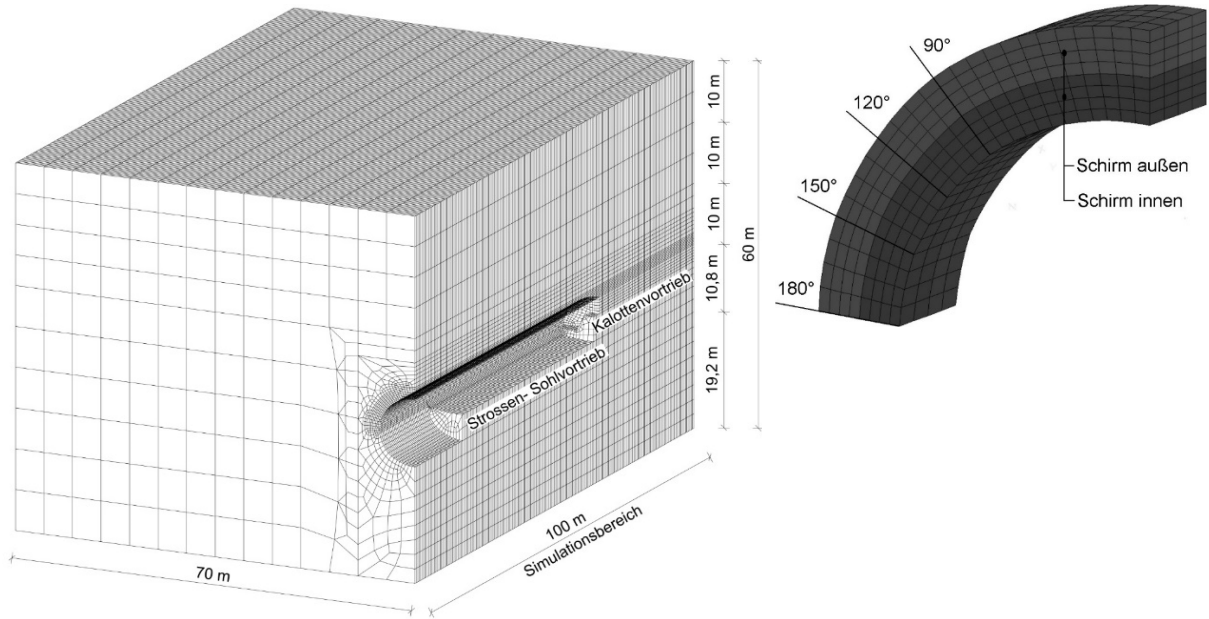 10 m
10 m
10 m
10,8 m
19,2 m
60 m
Kalottenvortrieb
Strossen- Sohlvortrieb
100 m
Simulationsbereich
70 m
90°
120°
150°
180°
Schirm außen
Schirm innen